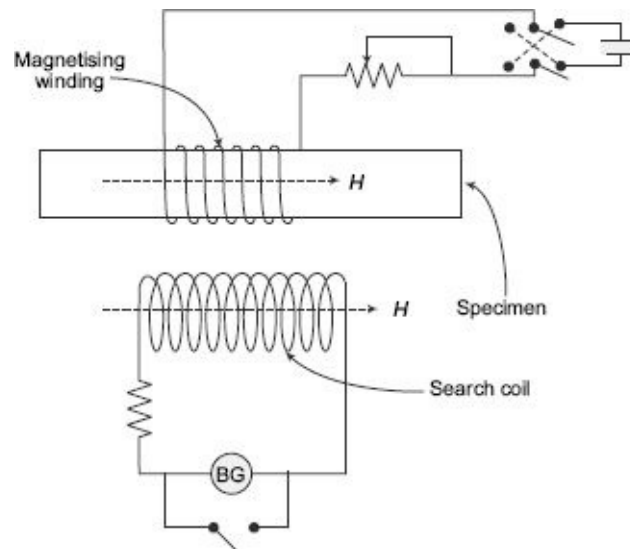 Magnetising
winding
H
Specimen
H
Search coil
BG